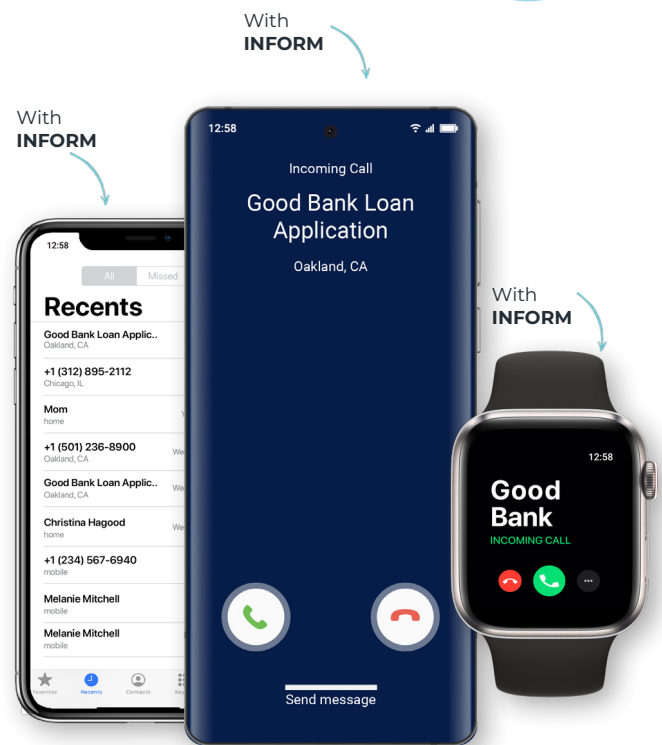 With
INFORM
With
INFORM
12:58
All Missed
Recents
Good Bank Loan Applic..
Oakland, CA
+1 (312) 895-2112
Chicago, IL
Mom
home
+1 (501) 236-8900
Oakland, CA
Good Bank Loan Applic..
Oakland, CA
Christina Hagood
home
+1 (234) 567-6940
mobile
Melanie Mitchell
mobile
Melanie Mitchell
mobile
Favorites Recents Contacts
12:58
Incoming Call
Good Bank Loan
Application
Oakland, CA
Send message
With
INFORM
12:58
Good
Bank
INCOMING CALL